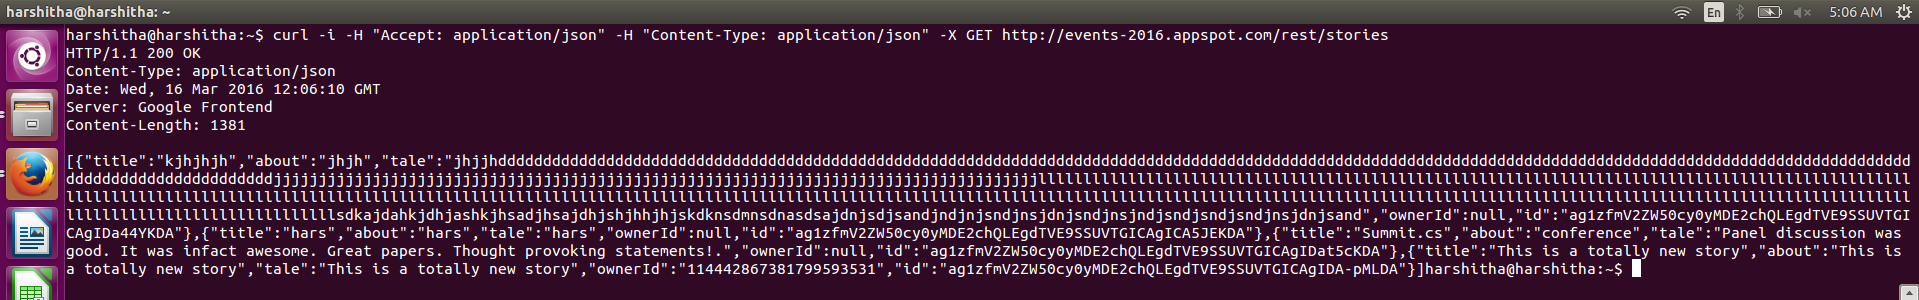 harshitha@harshitha: ~
En
5:06 AM
harshitha@harshitha:~$ curl -i -H "Accept: application/json" -H "Content-Type: application/json" -X GET http://events-2016.appspot.com/rest/stories
HTTP/1.1 200 OK
Content-Type: application/json
Date: Wed, 16 Mar 2016 12:06:10 GMT
Server: Google Frontend
Content-Length: 1381
[{"title":"kjhjhjh","about":"jhjh","tale":"jhjjhddddddddddddddddddddddddddddddddddddddddddddddddddddddddddddddddddddddddddddddddddddddddddddddddddddddddddddddddddddddddddddddddddddddddddddddddddddddddddddd
dddddddddddddddddddddddjjjjjjjjjjjjjjjjjjjjjjjjjjjjjjjjjjjjjjjjjjjjjjjjjjjjjjjjjjjjjjjjjjjjjjjjjjjjjjjjjjjjjlllllllllllllllllllllllllllllllllllllllllllllllllllllllllllllllllllllllllllllllllllllllllllllllll
lllllllllllllllllllllllllllllllllllllllllllllllllllllllllllllllllllllllllllllllllllllllllllllllllllllllllllllllllllllllllllllllllllllllllllllllllllllllllllllllllllllllllllllllllllllllllllllllllllllllllllll
llllllllllllllllllllllllllllllsdkajdahkjdhjashkjhsadjhsajdhjshjhhjhjskdknsdmnsdnasdsajdnjsdjsandjndjnjsndjnsjdnjsndjnsjndjsndjsndjsndjnsjdnjsand","ownerId":null,"id":"ag1zfmV2ZW50cy0yMDE2chQLEgdTVE9SSUVTGI
CAgIDa44YKDA"},{"title":"hars","about":"hars","tale":"hars","ownerId":null,"id":"ag1zfmV2ZW50cy0yMDE2chQLEgdTVE9SSUVTGICAgICA5JEKDA"},{"title":"Summit.cs","about":"conference","tale":"Panel discussion was
good. It was infact awesome. Great papers. Thought provoking statements!.","ownerId":null,"id":"ag1zfmV2ZW50cy0yMDE2chQLEgdTVE9SSUVTGICAgIDat5cKDA"},{"title":"This is a totally new story","about":"This is
a totally new story","tale":"This is a totally new story","ownerId":"114442867381799593531","id":"ag1zfmV2ZW50cy0yMDE2chQLEgdTVE9SSUVTGICAgIDA-pMLDA"}]harshitha@harshitha:~$